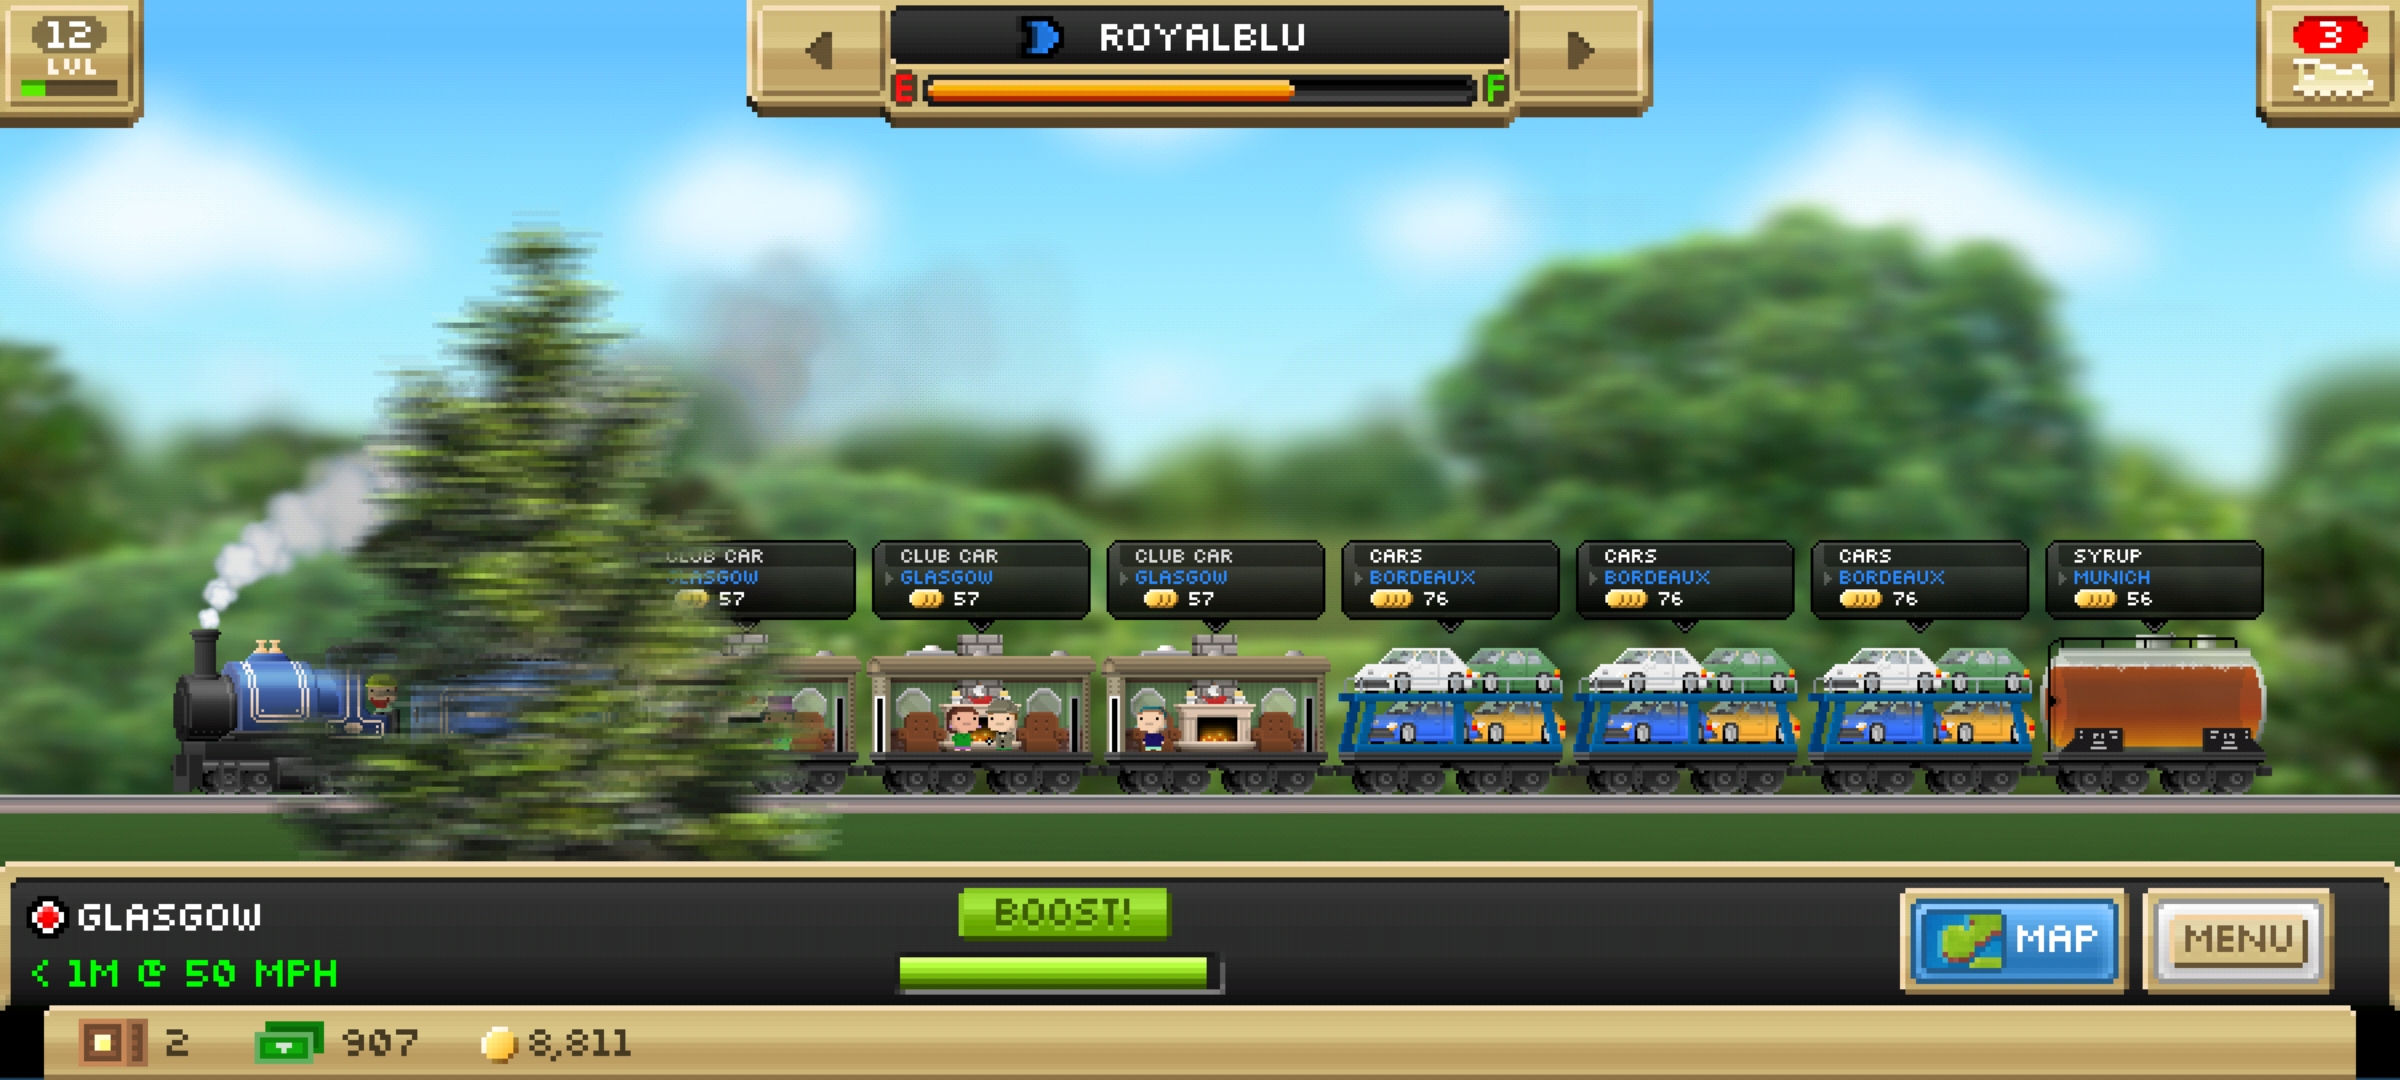 12
LVL
ROYALBLU
E F
3
CLUB CAR
GLASGOW
57
CLUB CAR
GLASGOW
57
CLUB CAR
GLASGOW
57
CARS
BORDEAUX
76
CARS
BORDEAUX
76
CARS
BORDEAUX
76
SYRUP
MUNICH
56
GLASGOW
< 1M @ 50 MPH
BOOST!
MAP
MENU
2 907 8,811